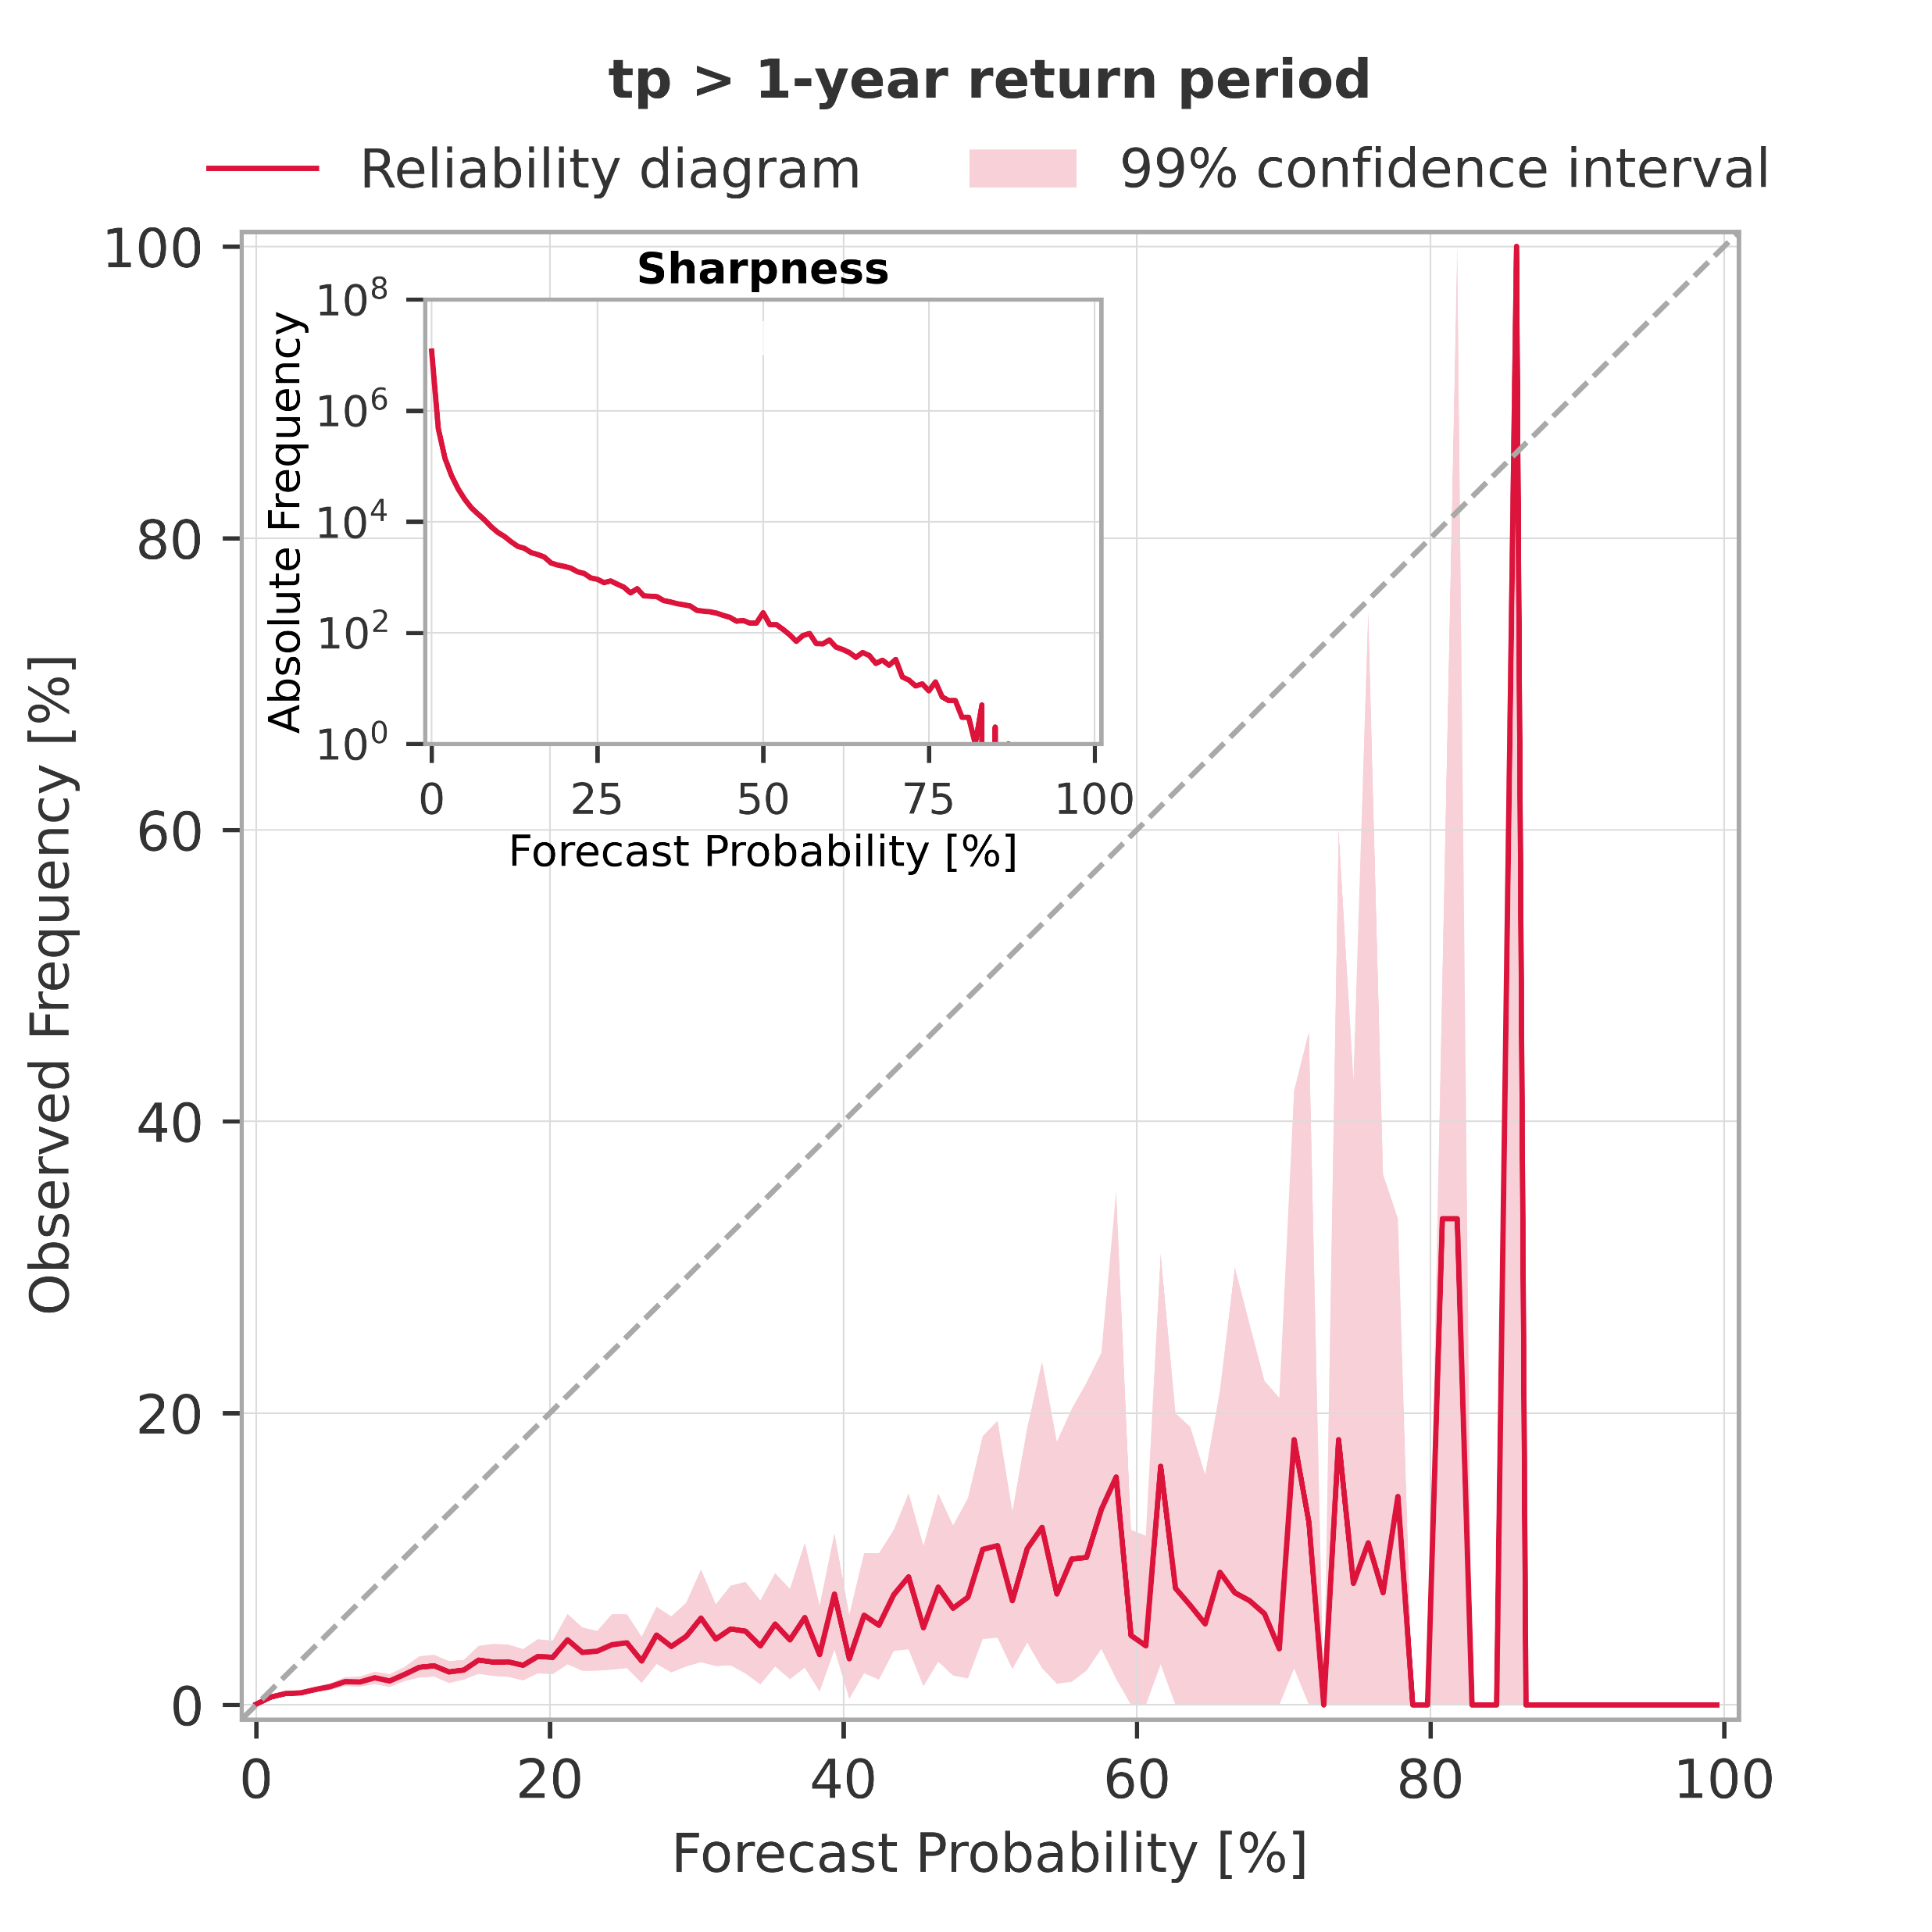 tp > 1-year return period
Reliability diagram
99% confidence interval
Sharpness
Absolute Frequency
10^8
10^6
10^4
10^2
10^0
0 25 50 75 100
Forecast Probability [%]
Observed Frequency [%]
100
80
60
40
20
0
0 20 40 60 80 100
Forecast Probability [%]